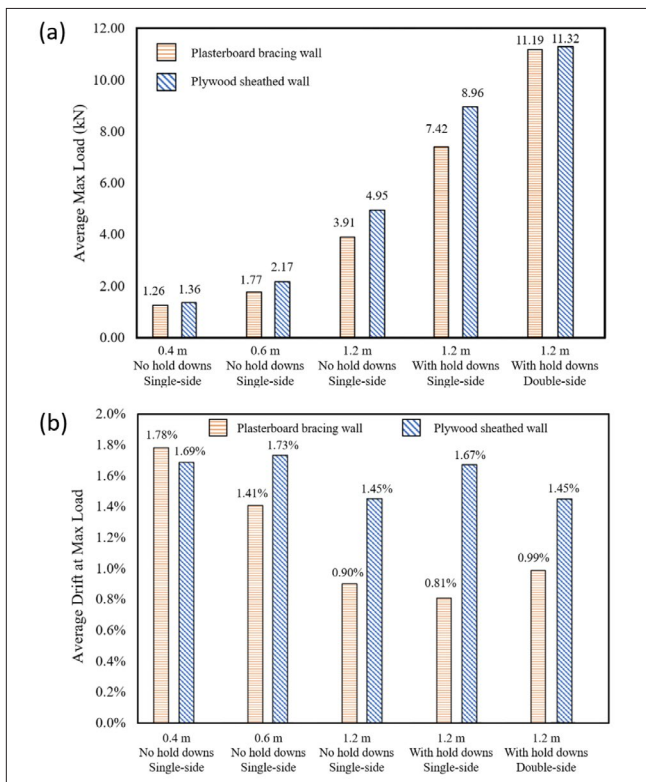 (a)
12.00
10.00
8.00
6.00
4.00
2.00
0.00
Average Max Load (kN)
Plasterboard bracing wall
Plywood sheathed wall
1.26 1.36
1.77 2.17
3.91 4.95
7.42 8.96
11.19 11.32
0.4 m
No hold downs
Single-side
0.6 m
No hold downs
Single-side
1.2 m
No hold downs
Single-side
1.2 m
With hold downs
Single-side
1.2 m
With hold downs
Double-side
(b)
2.0%
1.8%
1.6%
1.4%
1.2%
1.0%
0.8%
0.6%
0.4%
0.2%
0.0%
Average Drift at Max Load
Plasterboard bracing wall
Plywood sheathed wall
1.78% 1.69%
1.41% 1.73%
0.90% 1.45%
0.81% 1.67%
0.99% 1.45%
0.4 m
No hold downs
Single-side
0.6 m
No hold downs
Single-side
1.2 m
No hold downs
Single-side
1.2 m
With hold downs
Single-side
1.2 m
With hold downs
Double-side